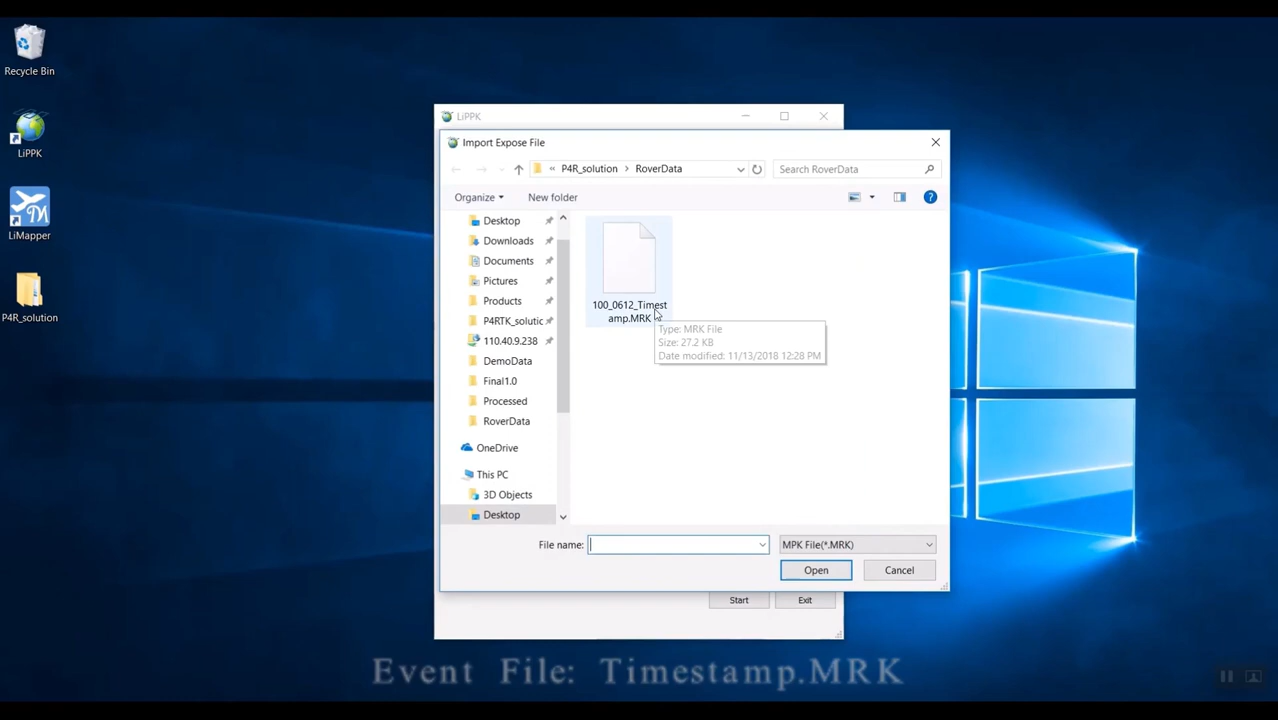 Recycle Bin
LiPPK
LiMapper
P4R_solution
LiPPK
Import Expose File
« P4R_solution > RoverData
Search RoverData
Organize
New folder
Desktop
Downloads
Documents
Pictures
Products
P4RTK_solutic
110.40.9.238
DemoData
Final1.0
Processed
RoverData
OneDrive
This PC
3D Objects
Desktop
100_0612_Timest
amp.MRK
Type: MRK File
Size: 27.2 KB
Date modified: 11/13/2018 12:28 PM
File name:
MPK File(*.MRK)
Open
Cancel
Start
Exit
Event File: Timestamp.MRK